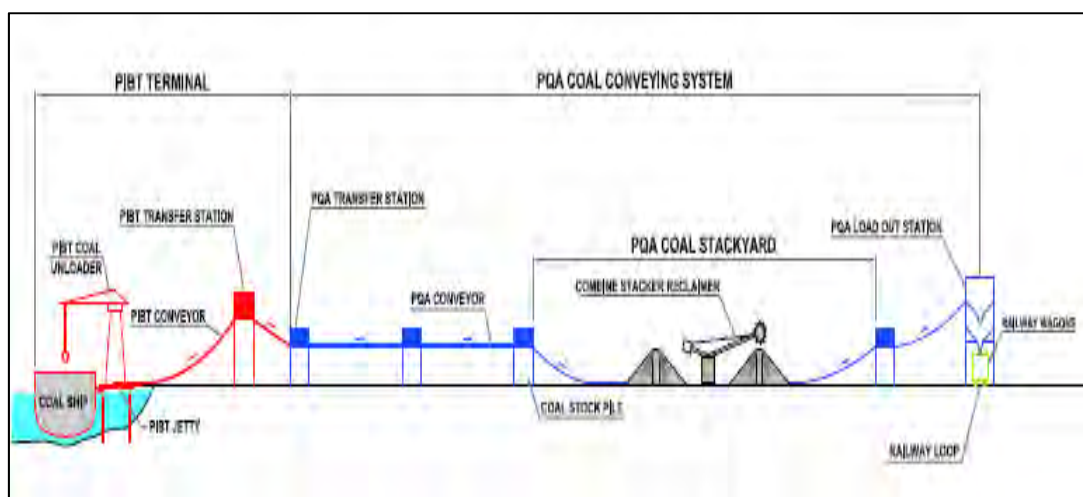 PIBT TERMINAL
PQA COAL CONVEYING SYSTEM
PQA TRANSFER STATION
PIBT TRANSFER STATION
PQA LOAD OUT STATION
PIBT COAL
UNLOADER
PQA COAL STACKYARD
COMBINE STACKER RECLAIMER
PQA CONVEYOR
PIBT CONVEYOR
RAILWAY WAGONS
COAL SHIP
COAL STOCK PILE
PIBT JETTY
RAILWAY LOOP